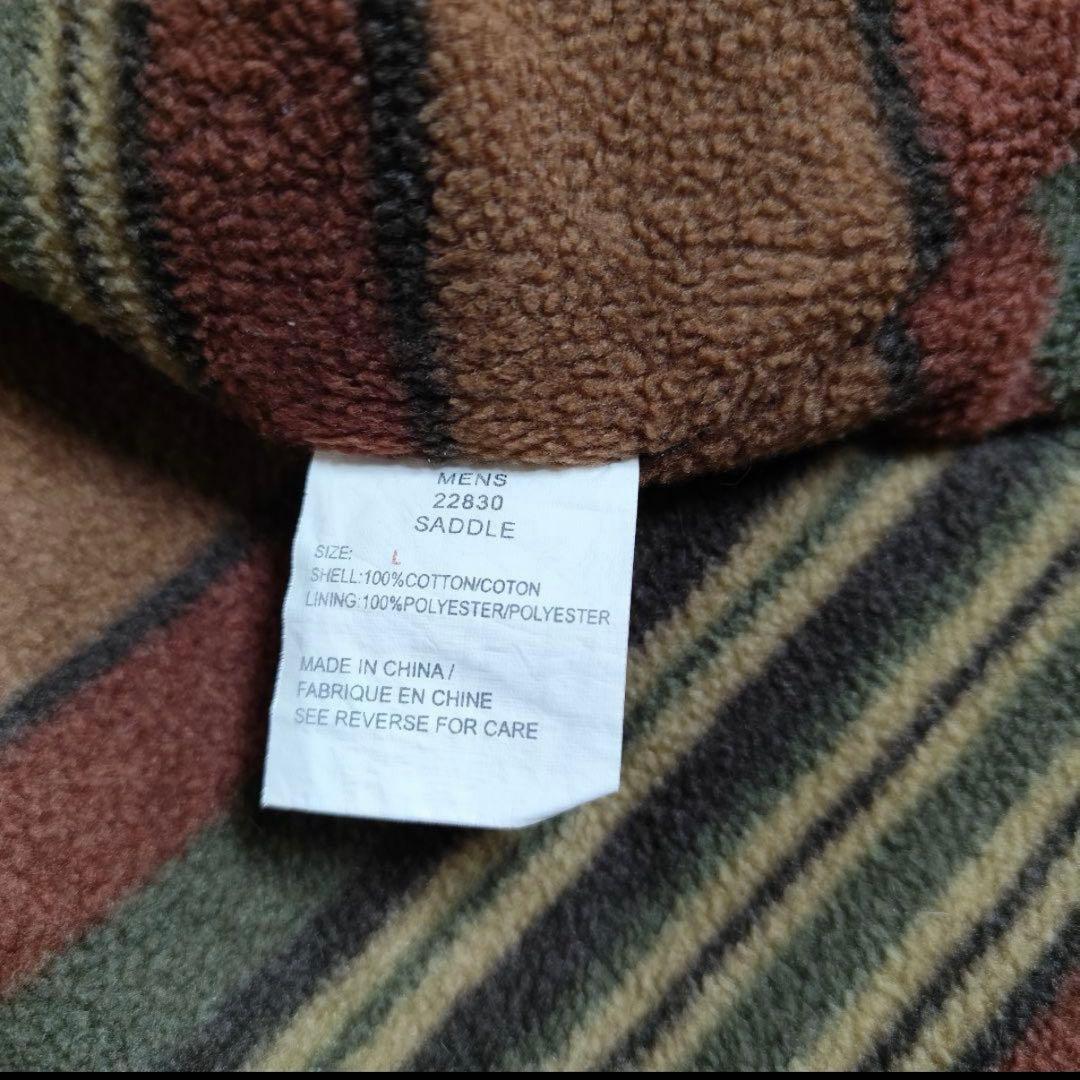 MENS
22830
SADDLE
SIZE: L
SHELL:100%COTTON/COTON
LINING:100%POLYESTER/POLYESTER
MADE IN CHINA /
FABRIQUE EN CHINE
SEE REVERSE FOR CARE